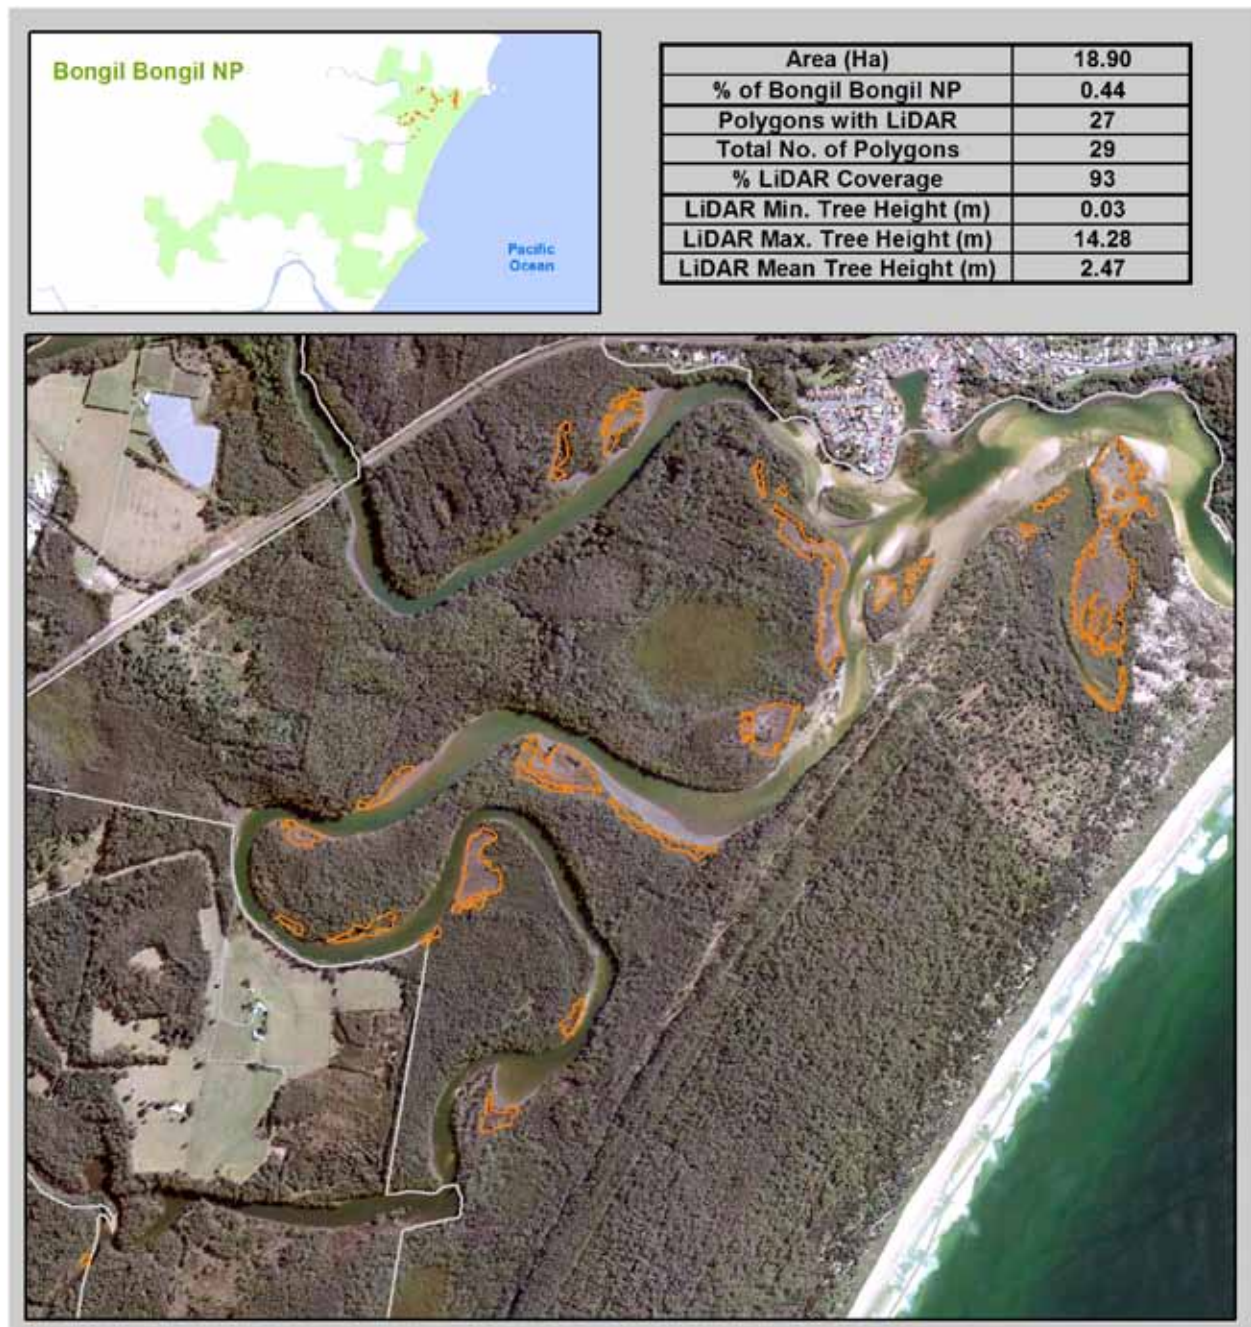 Bongil Bongil NP
Pacific
Ocean
Area (Ha) 18.90
% of Bongil Bongil NP 0.44
Polygons with LiDAR 27
Total No. of Polygons 29
% LiDAR Coverage 93
LiDAR Min. Tree Height (m) 0.03
LiDAR Max. Tree Height (m) 14.28
LiDAR Mean Tree Height (m) 2.47